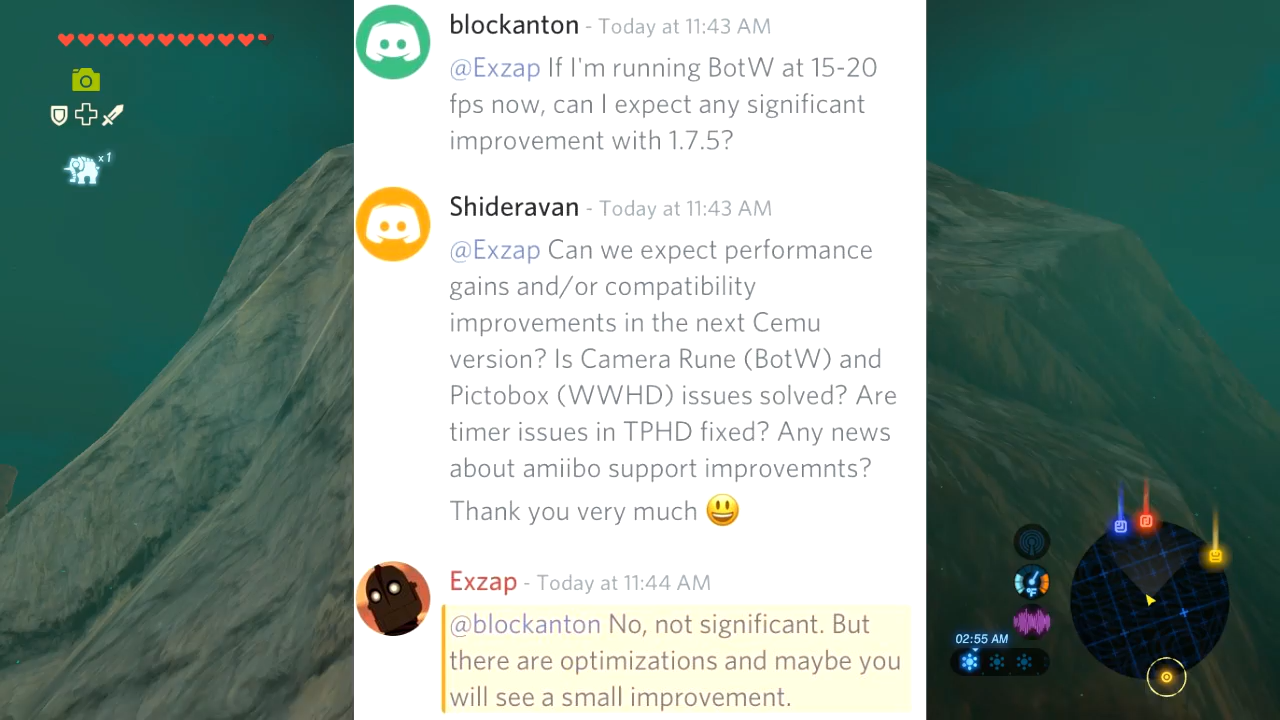 blockanton - Today at 11:43 AM
@Exzap If I'm running BotW at 15-20
fps now, can I expect any significant
improvement with 1.7.5?
Shideravan - Today at 11:43 AM
@Exzap Can we expect performance
gains and/or compatibility
improvements in the next Cemu
version? Is Camera Rune (BotW) and
Pictobox (WWHD) issues solved? Are
timer issues in TPHD fixed? Any news
about amiibo support improvemnts?
Thank you very much 😃
Exzap - Today at 11:44 AM
@blockanton No, not significant. But
there are optimizations and maybe you
will see a small improvement.
x1
°F
02:55 AM